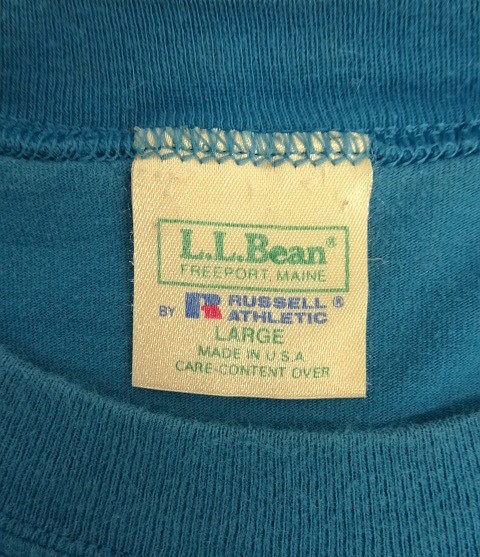 L.L.Bean®
FREEPORT, MAINE
BY R RUSSELL ®
ATHLETIC
LARGE
MADE IN U.S.A.
CARE-CONTENT OVER